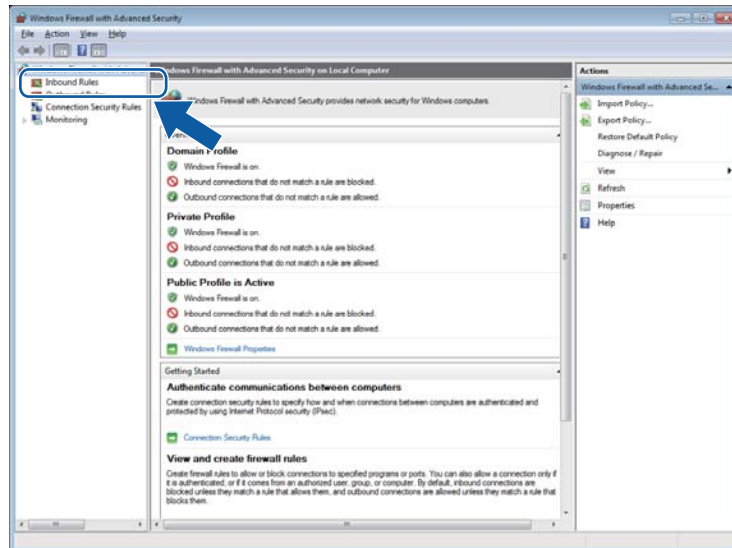 Windows Firewall with Advanced Security
File Action View Help
Inbound Rules
Outbound Rules
Connection Security Rules
Monitoring
Windows Firewall with Advanced Security on Local Computer
Windows Firewall with Advanced Security provides network security for Windows computers.
Domain Profile
Windows Firewall is on.
Inbound connections that do not match a rule are blocked.
Outbound connections that do not match a rule are allowed.
Private Profile
Windows Firewall is on.
Inbound connections that do not match a rule are blocked.
Outbound connections that do not match a rule are allowed.
Public Profile is Active
Windows Firewall is on.
Inbound connections that do not match a rule are blocked.
Outbound connections that do not match a rule are allowed.
Windows Firewall Properties
Getting Started
Authenticate communications between computers
Create connection security rules to specify how and when connections between computers are authenticated and
protected by using Internet Protocol security (IPsec).
Connection Security Rules
View and create firewall rules
Create firewall rules to allow or block connections to specified programs or ports. You can also allow a connection only if
it is authenticated, or if it comes from an authorized user, group, or computer. By default, inbound connections are
blocked unless they match a rule that allows them, and outbound connections are allowed unless they match a rule that
blocks them.
Actions
Windows Firewall with Advanced Se...
Import Policy...
Export Policy...
Restore Default Policy
Diagnose / Repair
View
Refresh
Properties
Help